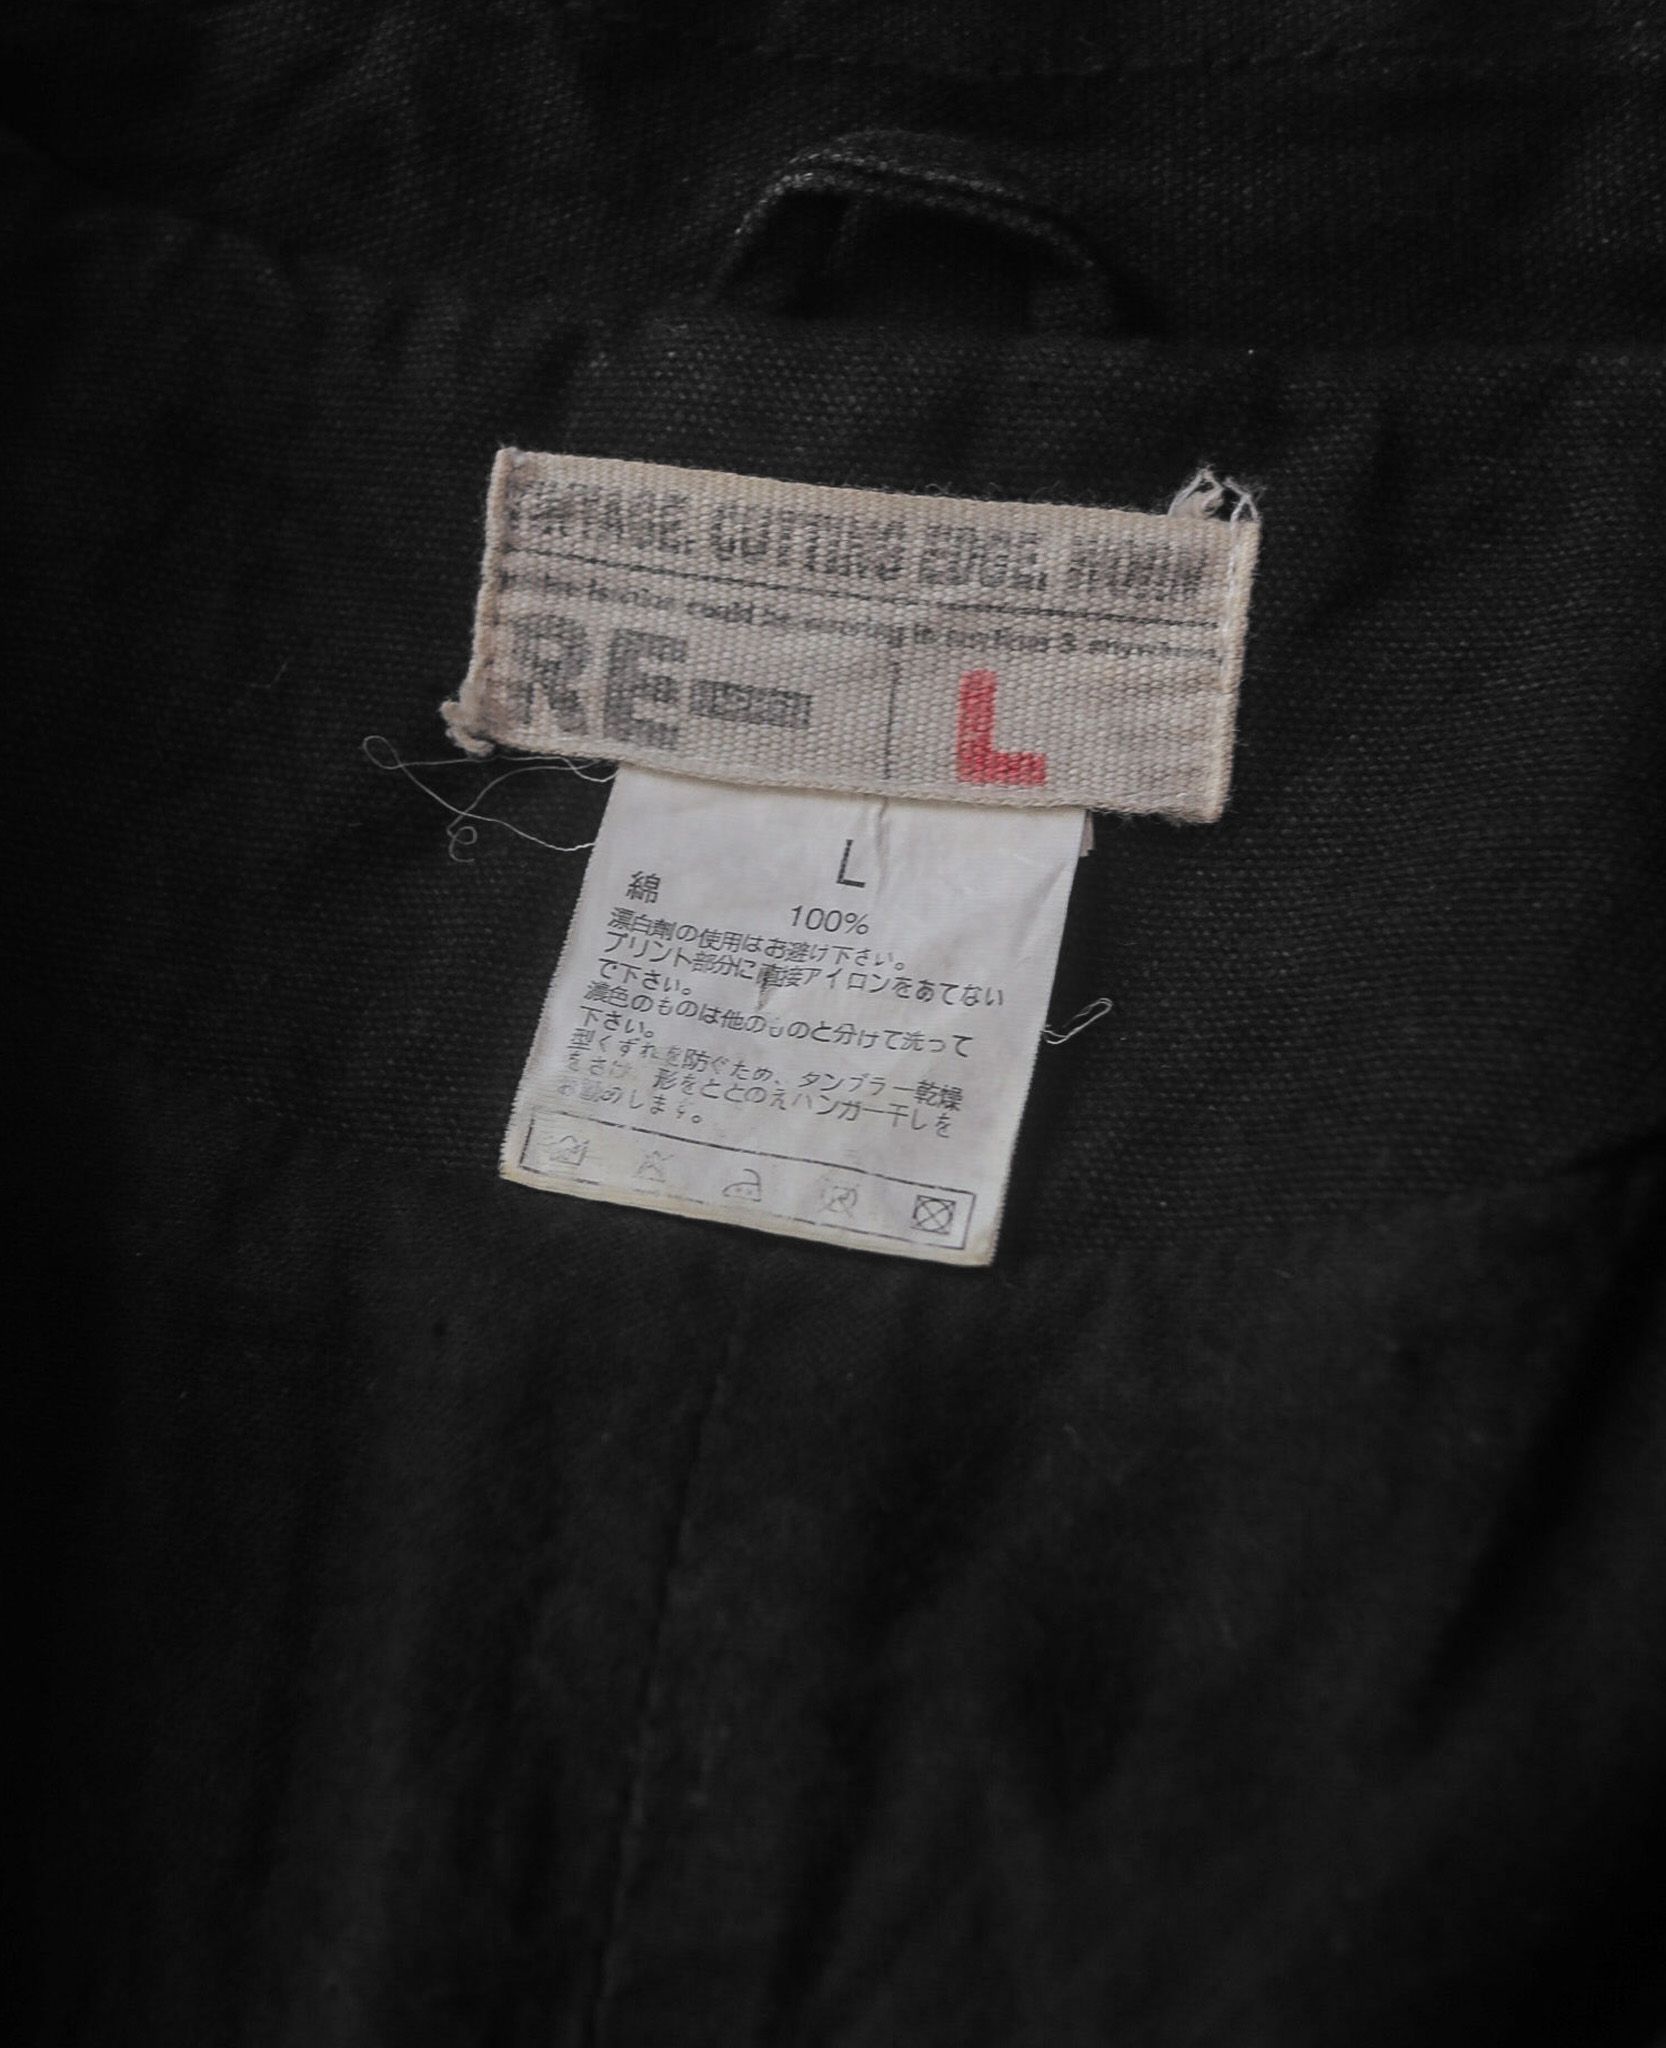 CUTTING EDGE.
could be
RE–
L
L
綿 100%
漂白剤の使用はお避け下さい。
プリント部分に直接アイロンをあてない
で下さい。
濃色のものは他のものと分けて洗って
下さい。
型くずれを防ぐため、タンブラー乾燥
をさけ 形をととのえハンガー干しを
お勧めします。